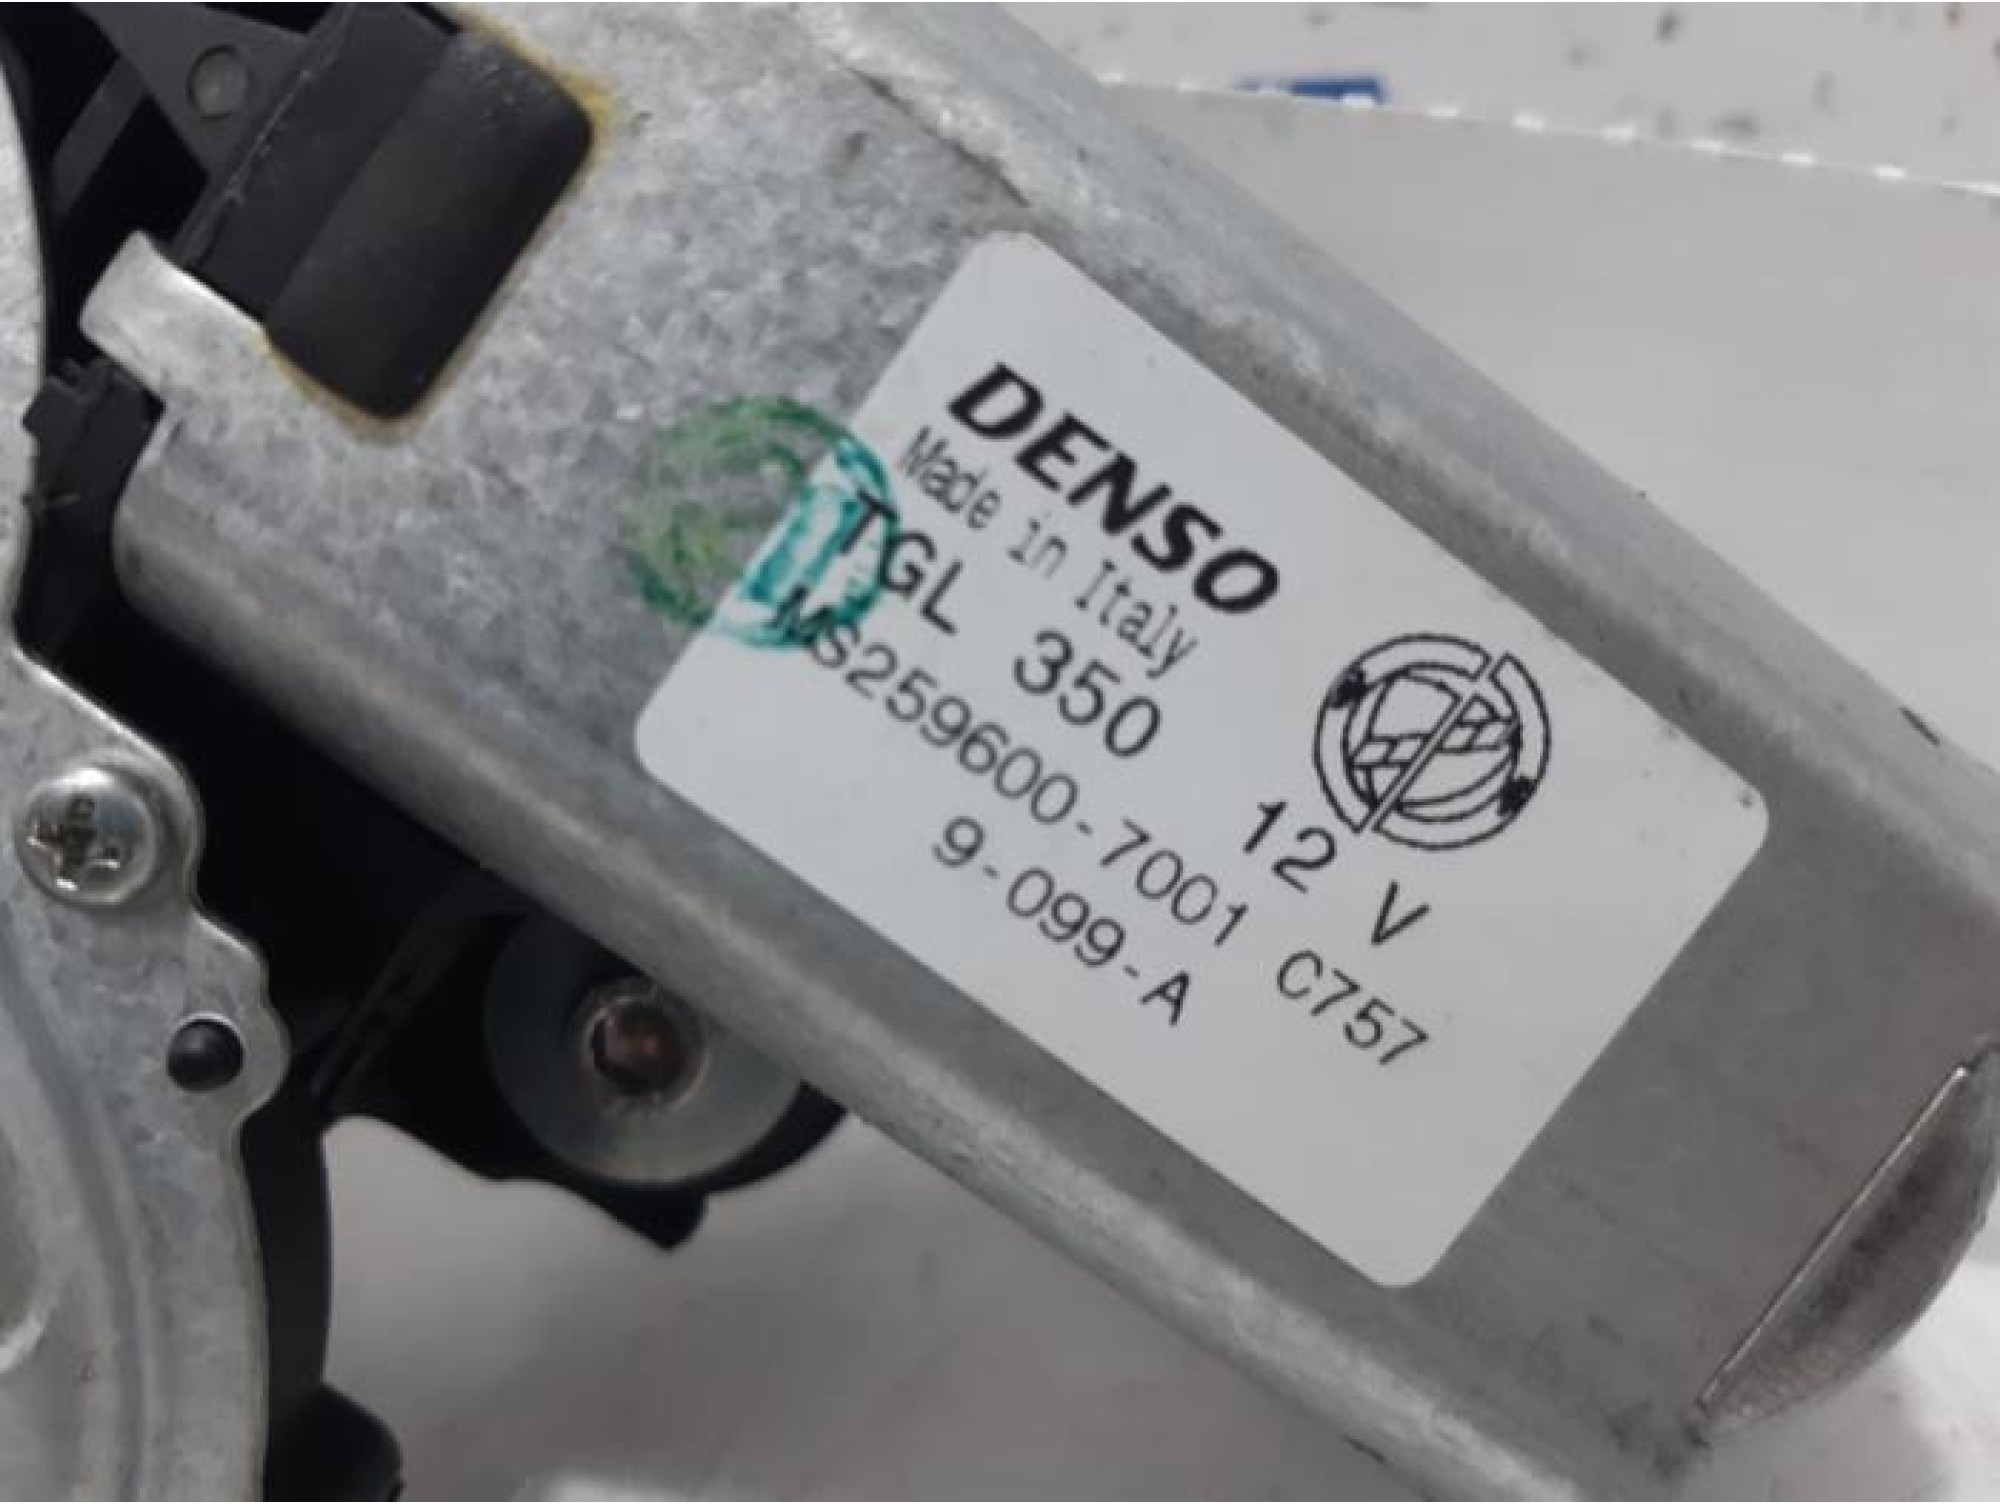 DENSO
Made in Italy
TGL 350 12 V
MS259600-7001 C757
9-099-A